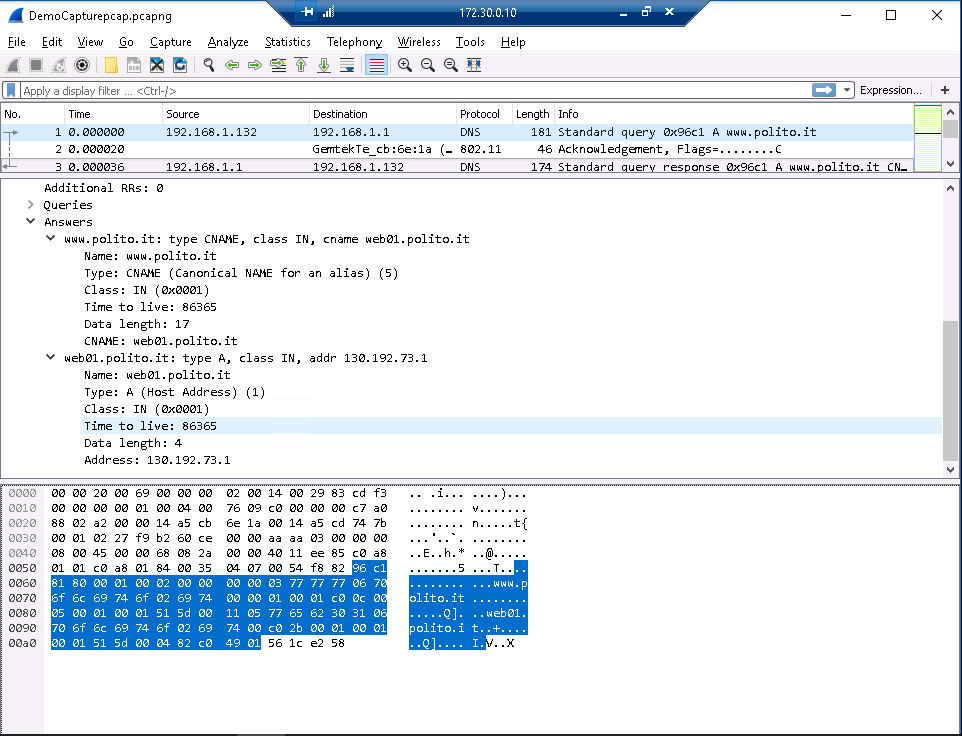 DemoCapturepcap.pcapng
172.30.0.10
File Edit View Go Capture Analyze Statistics Telephony Wireless Tools Help
Apply a display filter ... <Ctrl-/>
Expression...
+
No. Time Source Destination Protocol Length Info
1 0.000000 192.168.1.132 192.168.1.1 DNS 181 Standard query 0x96c1 A www.polito.it
2 0.000020 GemtekTe_cb:6e:1a (… 802.11 46 Acknowledgement, Flags=........C
3 0.000036 192.168.1.1 192.168.1.132 DNS 174 Standard query response 0x96c1 A www.polito.it CN…
Additional RRs: 0
Queries
Answers
www.polito.it: type CNAME, class IN, cname web01.polito.it
Name: www.polito.it
Type: CNAME (Canonical NAME for an alias) (5)
Class: IN (0x0001)
Time to live: 86365
Data length: 17
CNAME: web01.polito.it
web01.polito.it: type A, class IN, addr 130.192.73.1
Name: web01.polito.it
Type: A (Host Address) (1)
Class: IN (0x0001)
Time to live: 86365
Data length: 4
Address: 130.192.73.1
0000 00 00 20 00 69 00 00 00 02 00 14 00 29 83 cd f3 .. .i... ....)...
0010 00 00 00 00 01 00 04 00 76 09 c0 00 00 00 c7 a0 ........ v.......
0020 88 02 a2 00 00 14 a5 cb 6e 1a 00 14 a5 cd 74 7b ........ n.....t{
0030 00 01 02 27 f9 b2 60 ce 00 00 aa aa 03 00 00 00 ...'..`. ........
0040 08 00 45 00 00 68 08 2a 00 00 40 11 ee 85 c0 a8 ..E..h.* ..@.....
0050 01 01 c0 a8 01 84 00 35 04 07 00 54 f8 82 96 c1 .......5 ...T....
0060 81 80 00 01 00 02 00 00 00 00 03 77 77 77 06 70 ........ ...www.p
0070 6f 6c 69 74 6f 02 69 74 00 00 01 00 01 c0 0c 00 olito.it ........
0080 05 00 01 00 01 51 5d 00 11 05 77 65 62 30 31 06 .....Q]. ..web01.
0090 70 6f 6c 69 74 6f 02 69 74 00 c0 2b 00 01 00 01 polito.i t..+....
00a0 00 01 51 5d 00 04 82 c0 49 01 56 1c e2 58 ..Q].... I.V..X